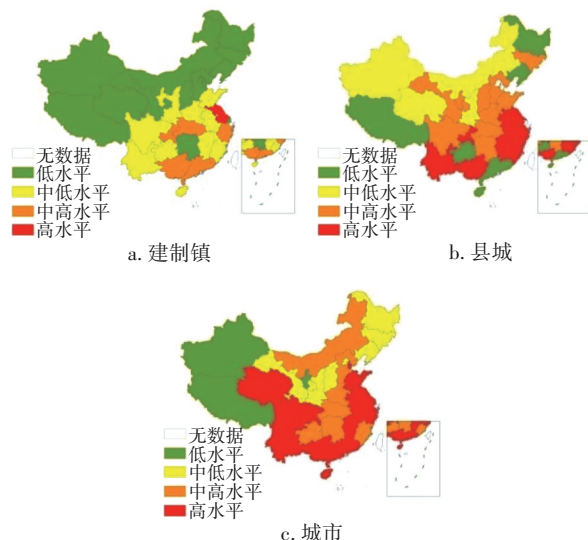 无数据
低水平
中低水平
中高水平
高水平
a. 建制镇
无数据
低水平
中低水平
中高水平
高水平
b. 县城
无数据
低水平
中低水平
中高水平
高水平
c. 城市